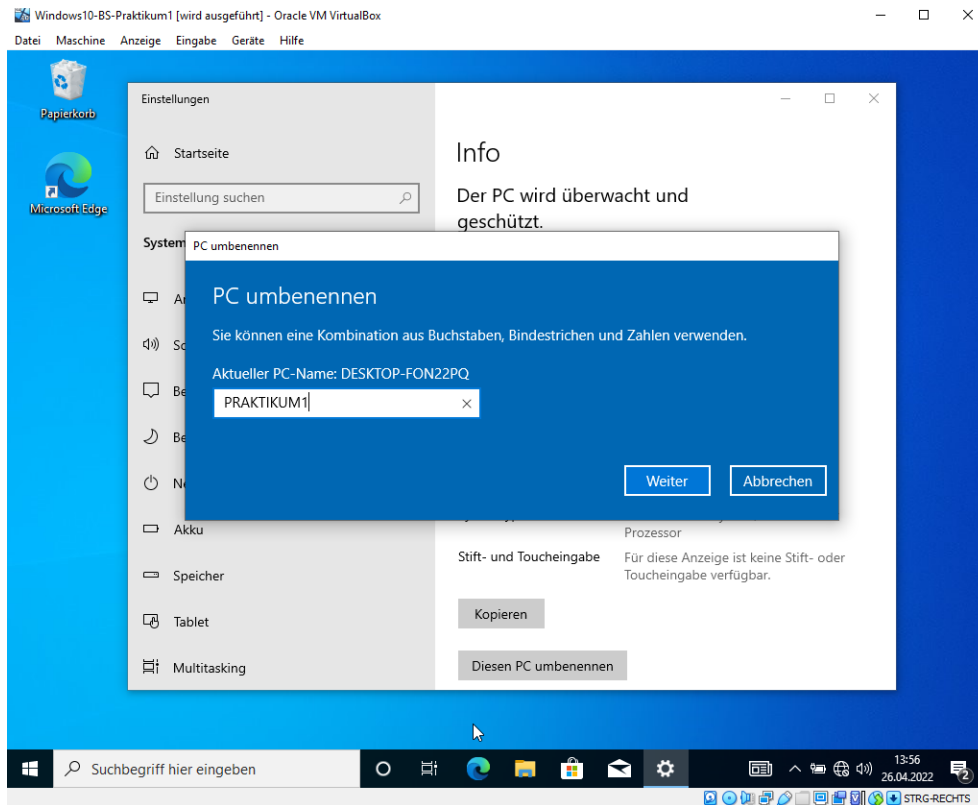 Windows10-BS-Praktikum1 [wird ausgeführt] - Oracle VM VirtualBox
Datei Maschine Anzeige Eingabe Geräte Hilfe
Papierkorb
Microsoft Edge
Einstellungen
Startseite
Einstellung suchen
System
Info
Der PC wird überwacht und
geschützt.
PC umbenennen
PC umbenennen
Sie können eine Kombination aus Buchstaben, Bindestrichen und Zahlen verwenden.
Aktueller PC-Name: DESKTOP-FON22PQ
PRAKTIKUM1
Weiter Abbrechen
Akku
Speicher
Tablet
Multitasking
Prozessor
Stift- und Toucheingabe Für diese Anzeige ist keine Stift- oder
Toucheingabe verfügbar.
Kopieren
Diesen PC umbenennen
Suchbegriff hier eingeben
13:56
26.04.2022
2
STRG-RECHTS